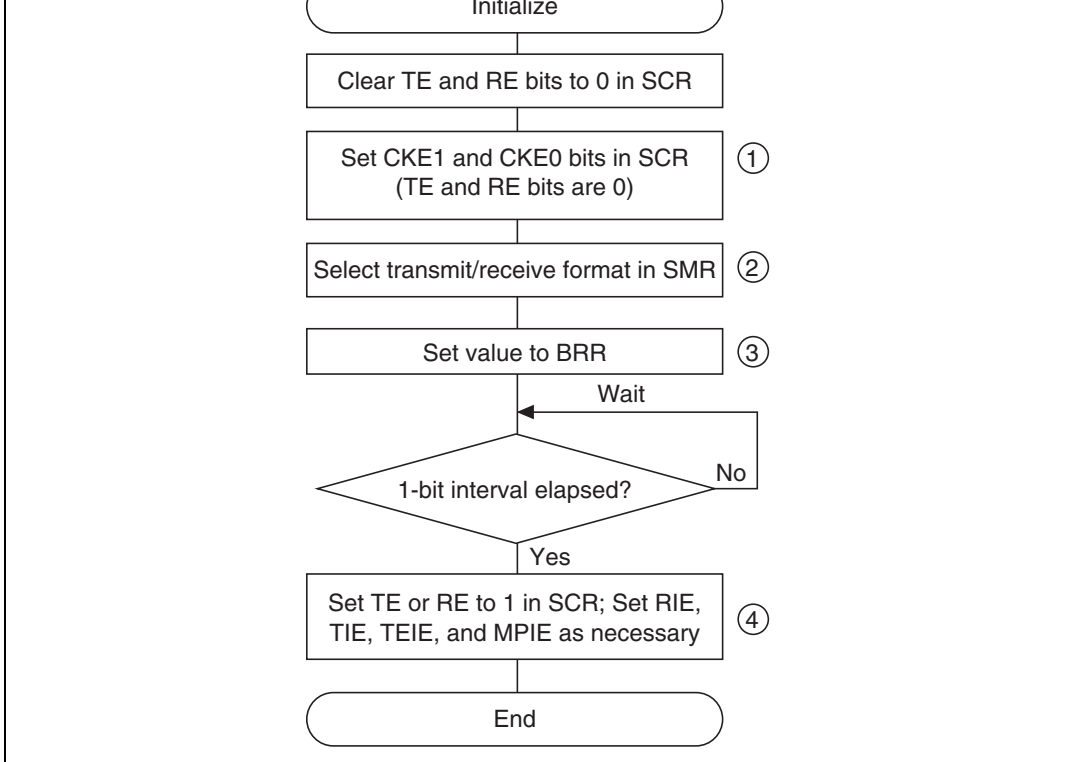 Initialize
Clear TE and RE bits to 0 in SCR
Set CKE1 and CKE0 bits in SCR
(TE and RE bits are 0)
1
Select transmit/receive format in SMR
2
Set value to BRR
3
Wait
1-bit interval elapsed?
No
Yes
Set TE or RE to 1 in SCR; Set RIE,
TIE, TEIE, and MPIE as necessary
4
End